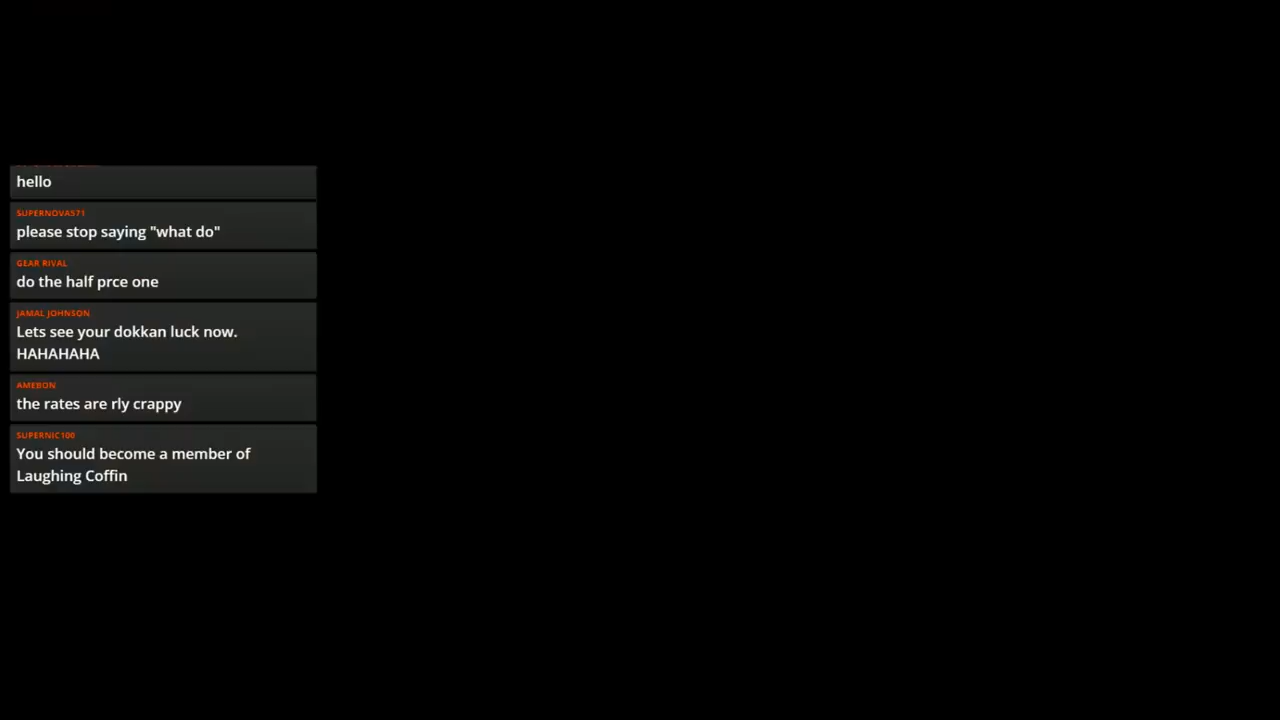 hello
SUPERNOVA571
please stop saying "what do"
GEAR RIVAL
do the half prce one
JAMAL JOHNSON
Lets see your dokkan luck now.
HAHAHAHA
AMEBON
the rates are rly crappy
SUPERNIC100
You should become a member of
Laughing Coffin